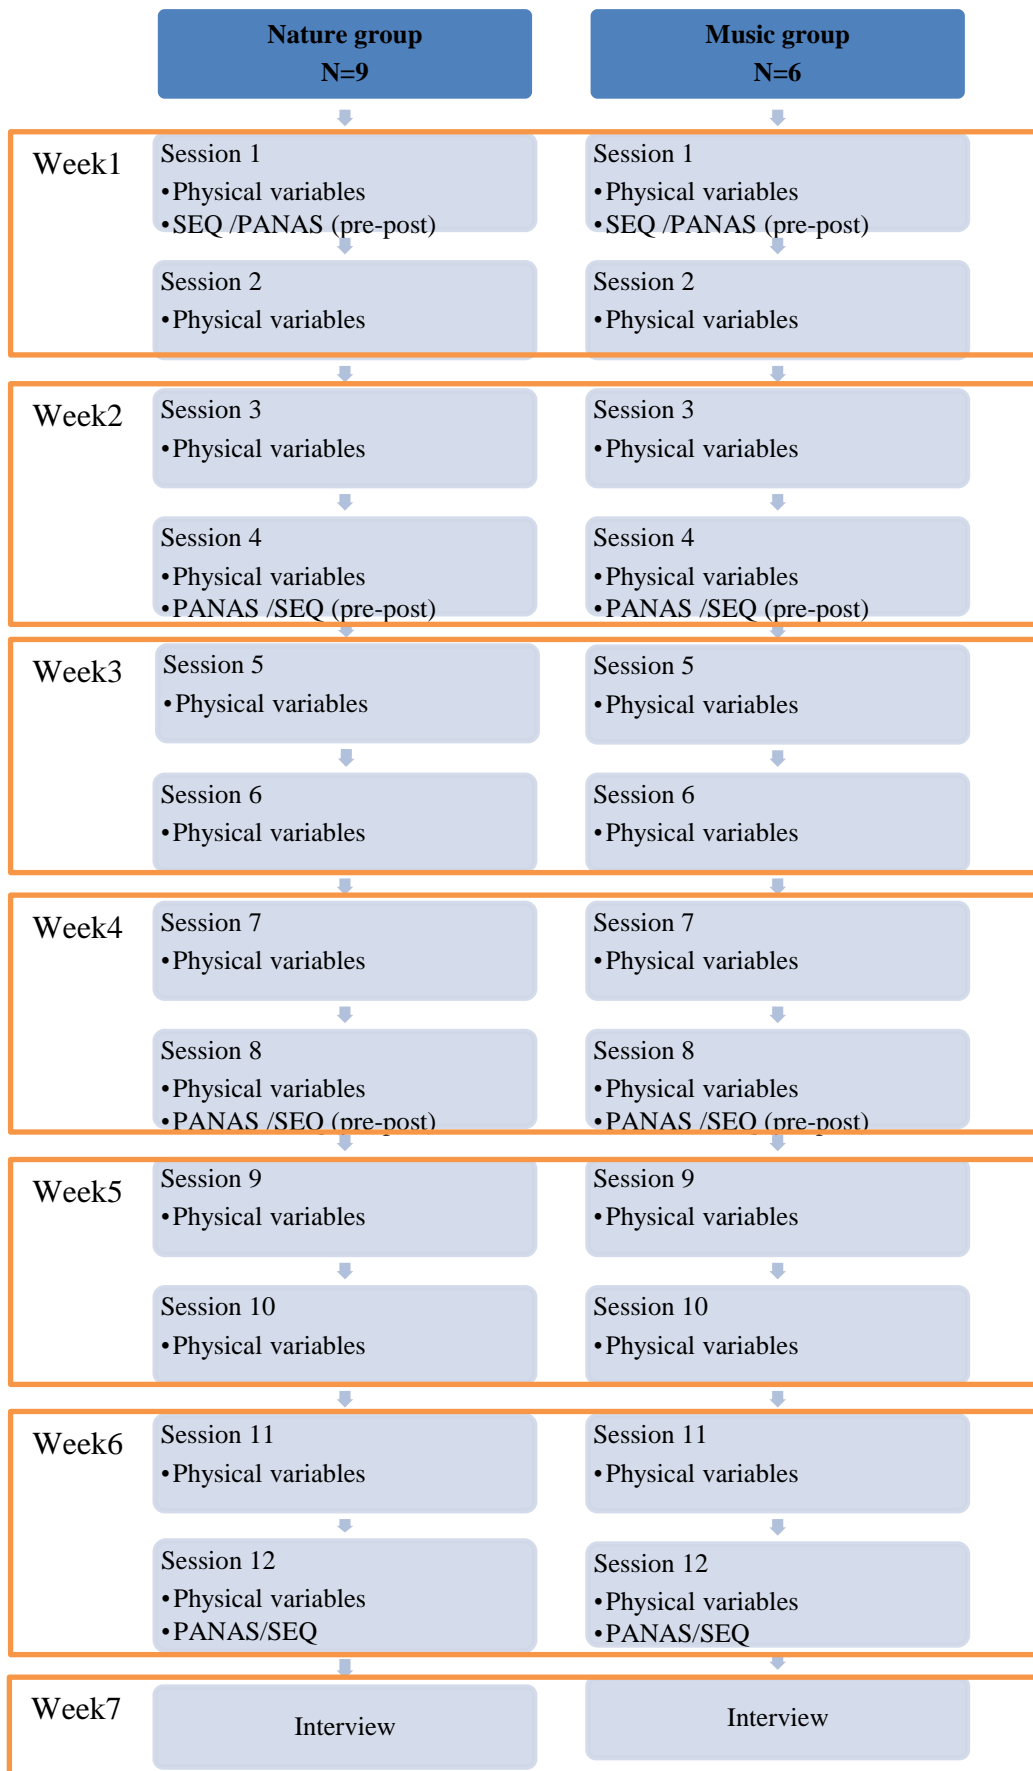 Nature group
N=9
Music group
N=6
Week1
Session 1
•Physical variables
•SEQ /PANAS (pre-post)
Session 1
•Physical variables
•SEQ /PANAS (pre-post)
Session 2
•Physical variables
Session 2
•Physical variables
Week2
Session 3
•Physical variables
Session 3
•Physical variables
Session 4
•Physical variables
•PANAS /SEQ (pre-post)
Session 4
•Physical variables
•PANAS /SEQ (pre-post)
Week3
Session 5
•Physical variables
Session 5
•Physical variables
Session 6
•Physical variables
Session 6
•Physical variables
Week4
Session 7
•Physical variables
Session 7
•Physical variables
Session 8
•Physical variables
•PANAS /SEQ (pre-post)
Session 8
•Physical variables
•PANAS /SEQ (pre-post)
Week5
Session 9
•Physical variables
Session 9
•Physical variables
Session 10
•Physical variables
Session 10
•Physical variables
Week6
Session 11
•Physical variables
Session 11
•Physical variables
Session 12
•Physical variables
•PANAS/SEQ
Session 12
•Physical variables
•PANAS/SEQ
Week7
Interview
Interview